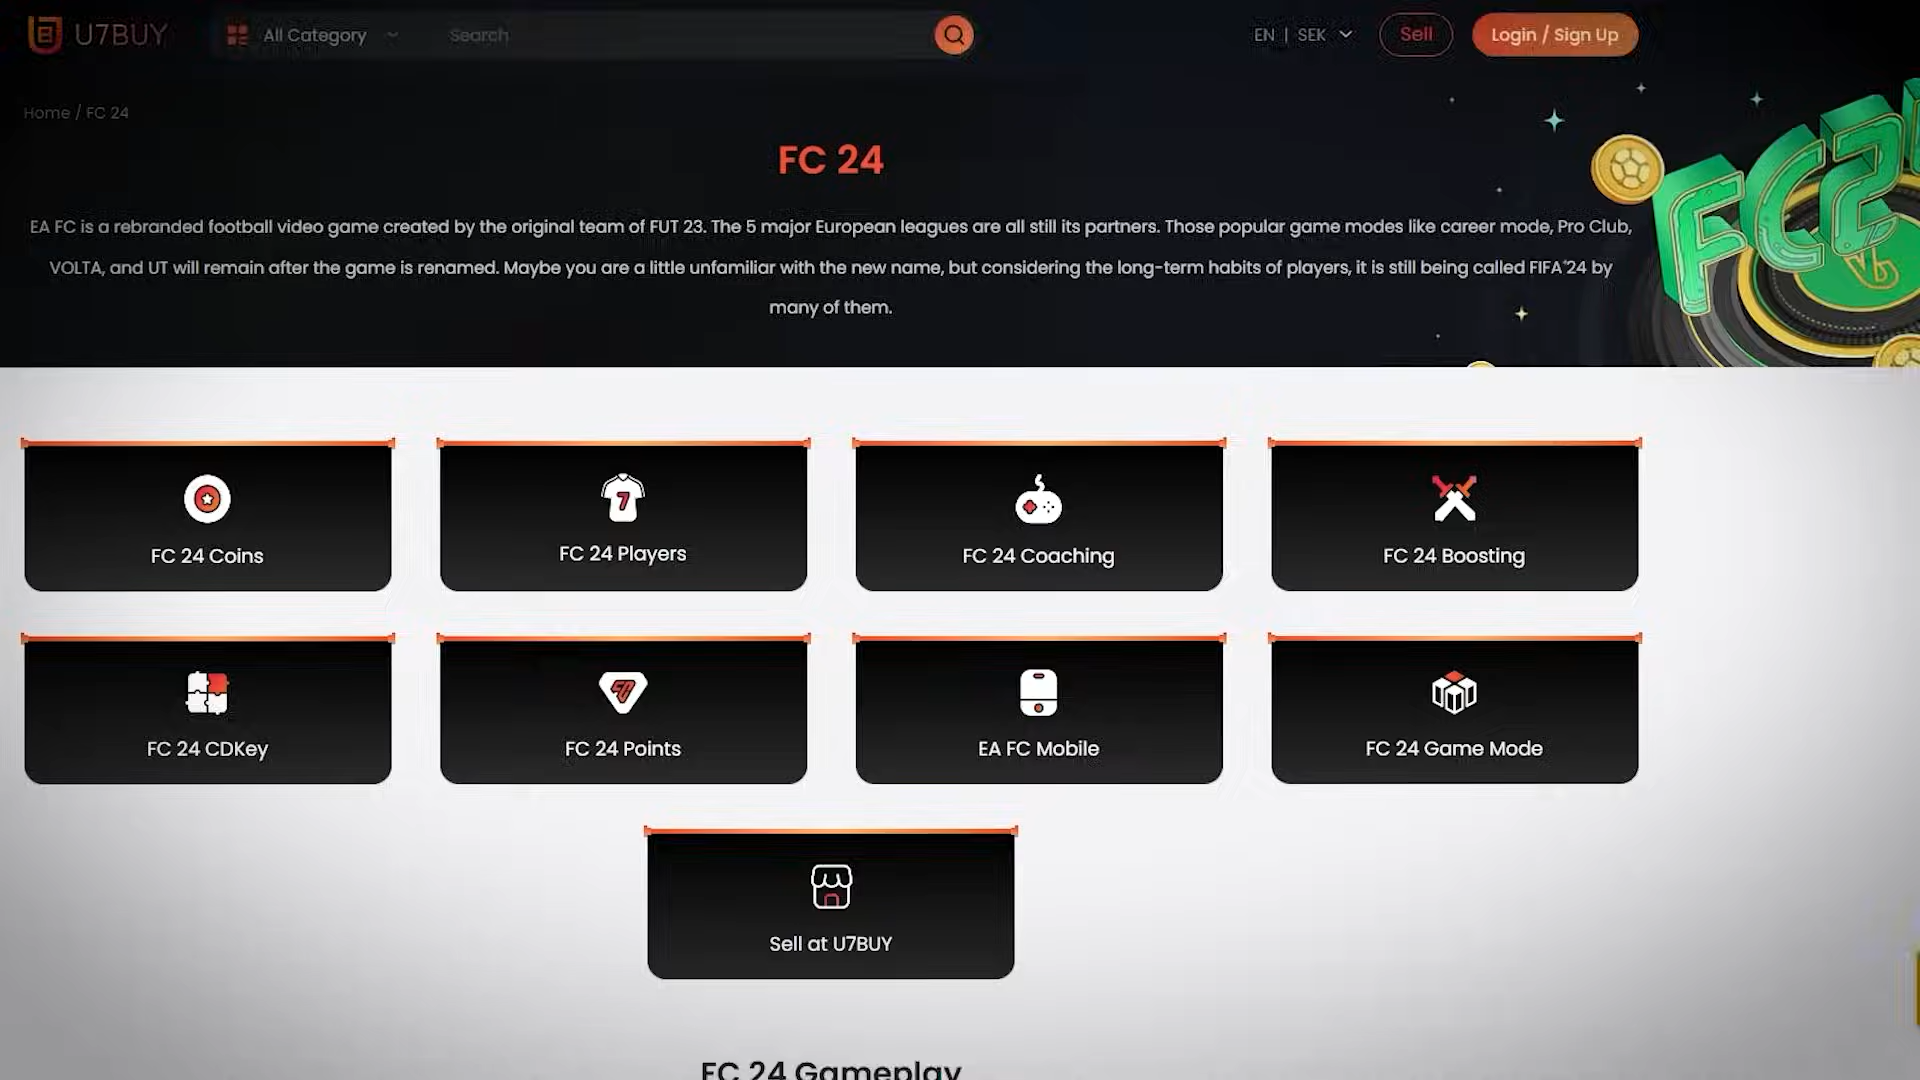 U7BUY
All Category
Search
EN | SEK
Sell
Login / Sign Up
Home / FC 24
FC 24
EA FC is a rebranded football video game created by the original team of FUT 23. The 5 major European leagues are all still its partners. Those popular game modes like career mode, Pro Club,
VOLTA, and UT will remain after the game is renamed. Maybe you are a little unfamiliar with the new name, but considering the long-term habits of players, it is still being called FIFA 24 by
many of them.
FC2
FC 24 Coins
7
FC 24 Players
FC 24 Coaching
FC 24 Boosting
FC 24 CDKey
FC 24 Points
EA FC Mobile
FC 24 Game Mode
Sell at U7BUY
FC 24 Gameplay